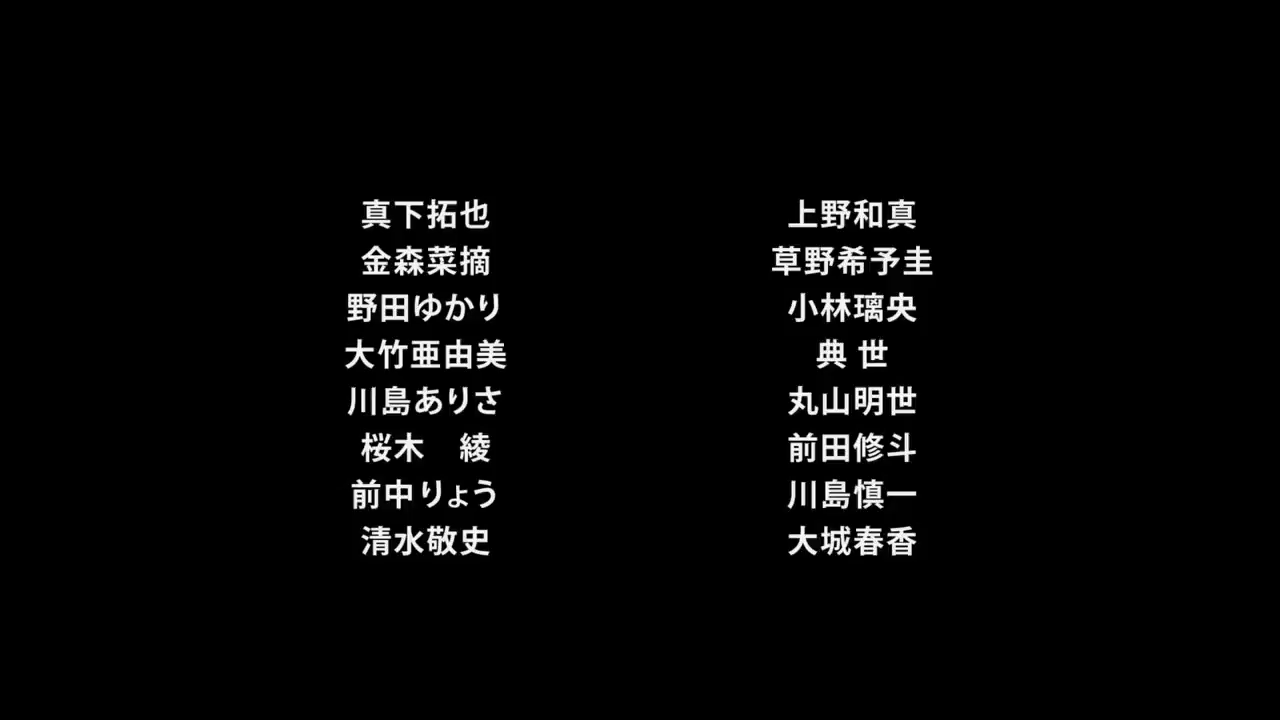 真下拓也
金森菜摘
野田ゆかり
大竹亜由美
川島ありさ
桜木　綾
前中りょう
清水敬史
上野和真
草野希予圭
小林璃央
典 世
丸山明世
前田修斗
川島慎一
大城春香